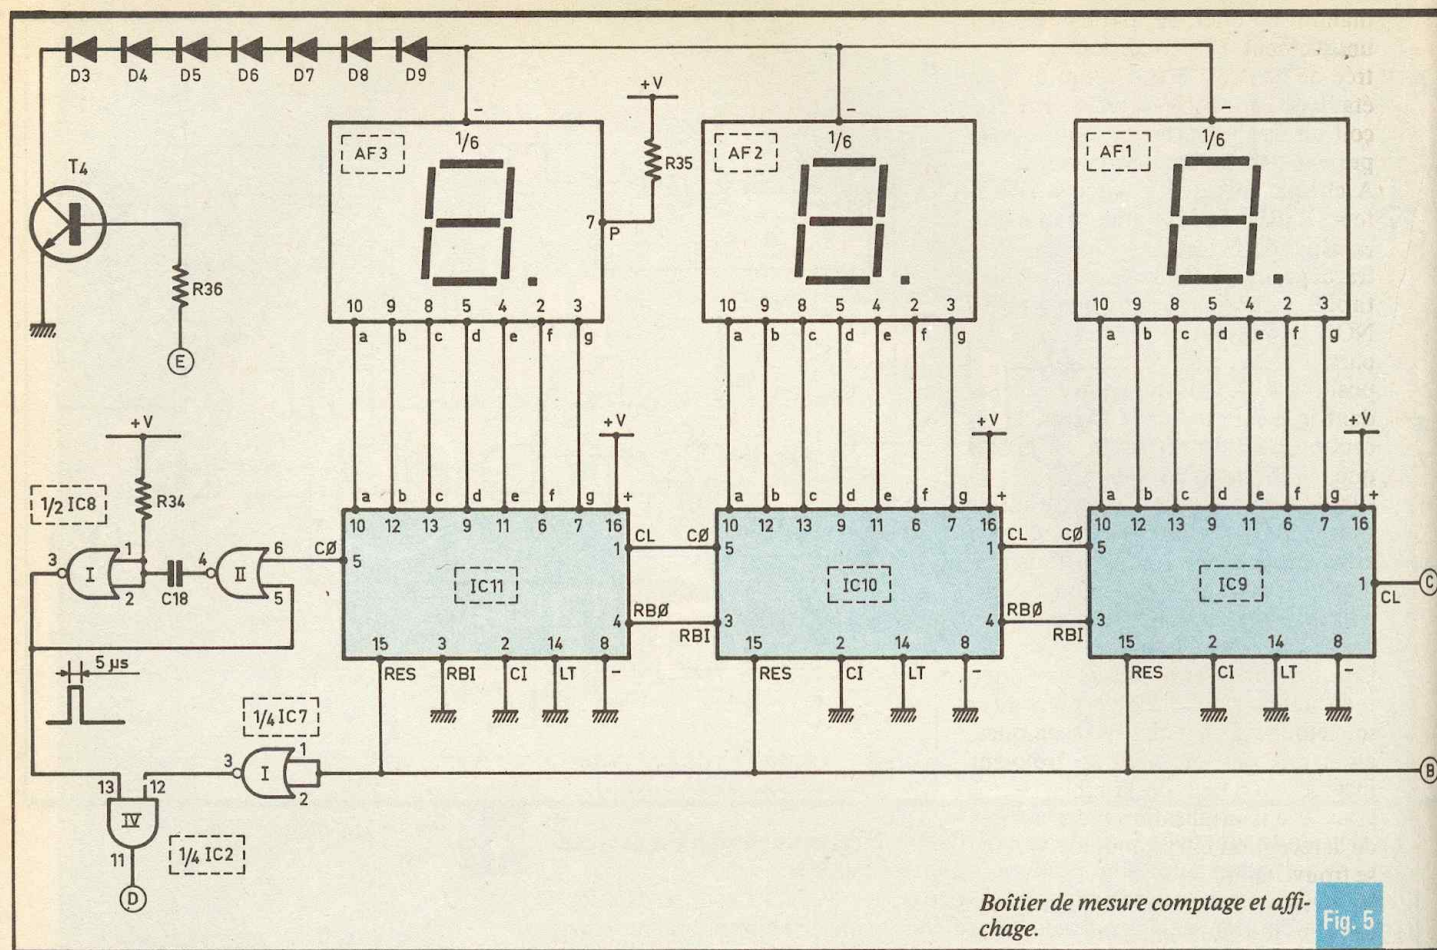 D3 D4 D5 D6 D7 D8 D9
T4
R36
E
- - -
AF3 1/6 AF2 1/6 AF1 1/6
+V
R35
7
P
10 9 8 5 4 2 3
a b c d e f g
10 9 8 5 4 2 3
a b c d e f g
10 9 8 5 4 2 3
a b c d e f g
+V +V +V +V
1/2 IC8
R34
a b c d e f g +
10 12 13 9 11 6 7 16
a b c d e f g +
10 12 13 9 11 6 7 16
a b c d e f g +
10 12 13 9 11 6 7 16
3 I 1 2
C18
4 II 6 5
CØ 5
IC11
1 CL CØ 5
4 RBØ RBI 3
IC10
1 CL CØ 5
4 RBØ RBI 3
IC9
1 CL C
15 3 2 14 8
RES RBI CI LT -
15 2 14 8
RES CI LT -
15 2 14 8
RES CI LT -
5 µs
1/4 IC7
3 I 1 2
B
13 12
IV
11
1/4 IC2
D
Boîtier de mesure comptage et affi-
chage.
Fig. 5